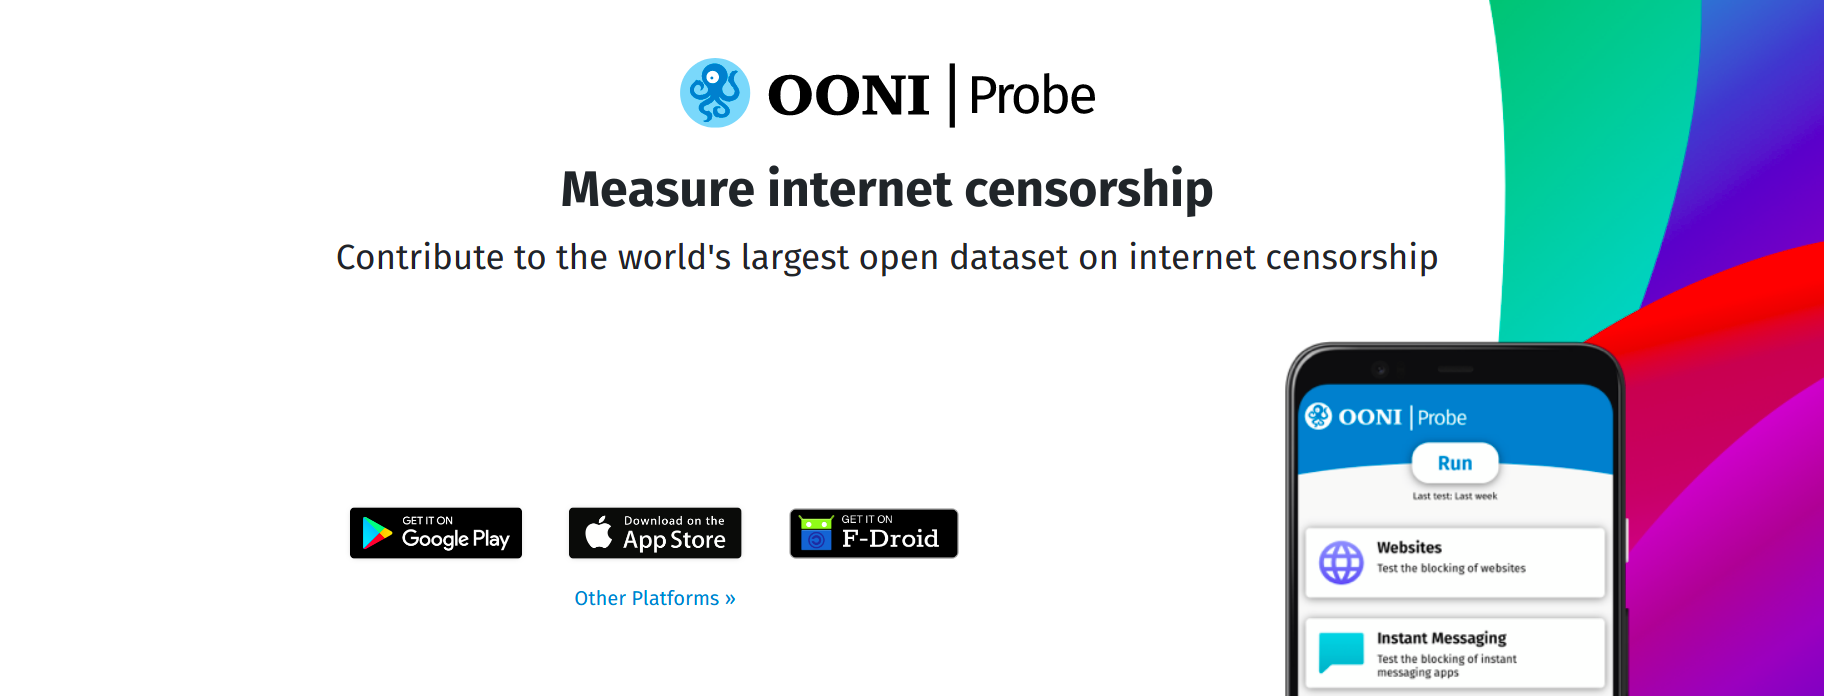 OONI | Probe
Measure internet censorship
Contribute to the world's largest open dataset on internet censorship
GET IT ON
Google Play
Download on the
App Store
GET IT ON
F-Droid
Other Platforms »
OONI | Probe
Run
Last test: Last week
Websites
Test the blocking of websites
Instant Messaging
Test the blocking of instant
messaging apps